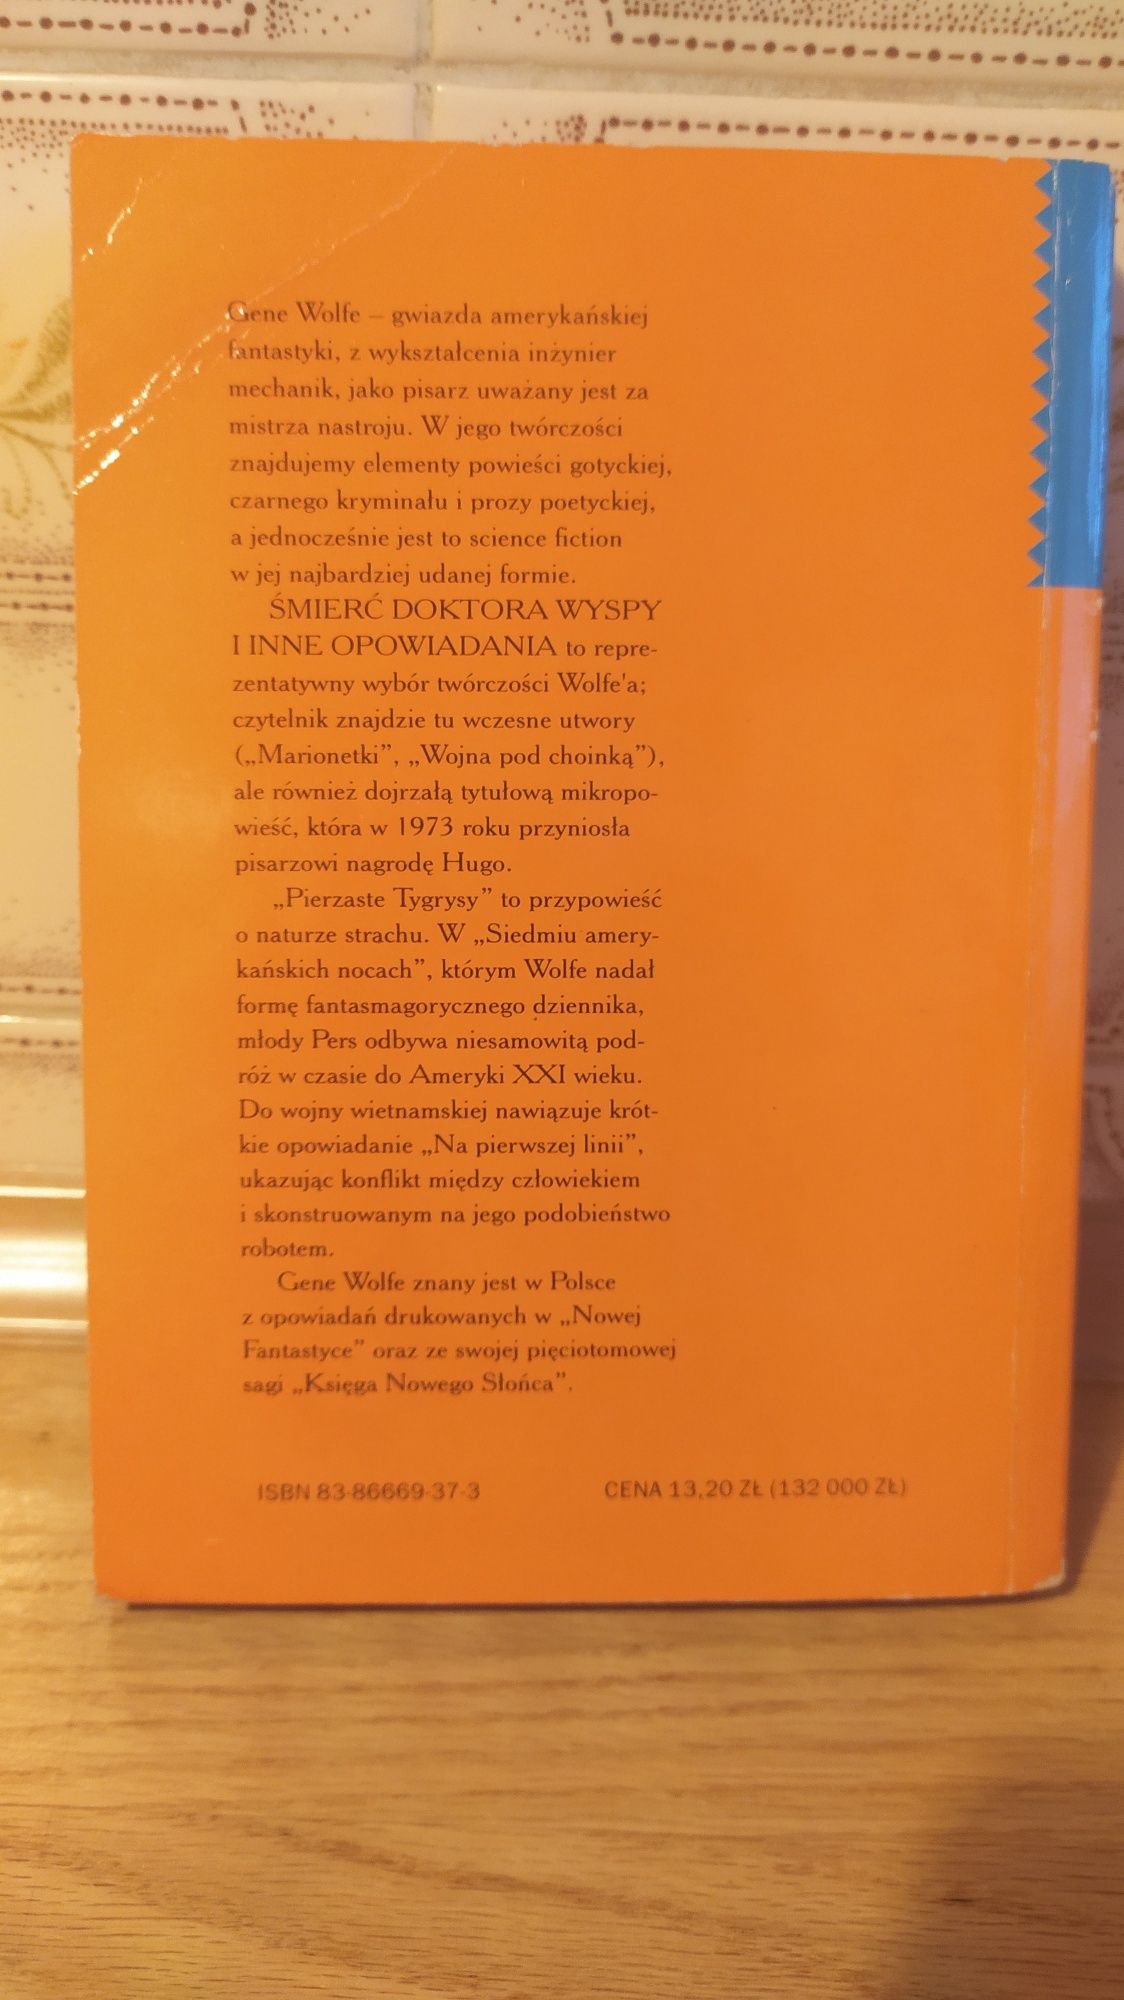 Gene Wolfe – gwiazda amerykańskiej
fantastyki, z wykształcenia inżynier
mechanik, jako pisarz uważany jest za
mistrza nastroju. W jego twórczości
znajdujemy elementy powieści gotyckiej,
czarnego kryminału i prozy poetyckiej,
a jednocześnie jest to science fiction
w jej najbardziej udanej formie.
ŚMIERĆ DOKTORA WYSPY
I INNE OPOWIADANIA to repre-
zentatywny wybór twórczości Wolfe'a;
czytelnik znajdzie tu wczesne utwory
(„Marionetki”, „Wojna pod choinką”),
ale również dojrzałą tytułową mikropo-
wieść, która w 1973 roku przyniosła
pisarzowi nagrodę Hugo.
„Pierzaste Tygrysy” to przypowieść
o naturze strachu. W „Siedmiu amery-
kańskich nocach”, którym Wolfe nadał
formę fantasmagorycznego dziennika,
młody Pers odbywa niesamowitą pod-
róż w czasie do Ameryki XXI wieku.
Do wojny wietnamskiej nawiązuje krót-
kie opowiadanie „Na pierwszej linii”,
ukazując konflikt między człowiekiem
i skonstruowanym na jego podobieństwo
robotem.
Gene Wolfe znany jest w Polsce
z opowiadań drukowanych w „Nowej
Fantastyce” oraz ze swojej pięciotomowej
sagi „Księga Nowego Słońca”.
ISBN 83-86669-37-3 CENA 13,20 ZŁ (132 000 ZŁ)